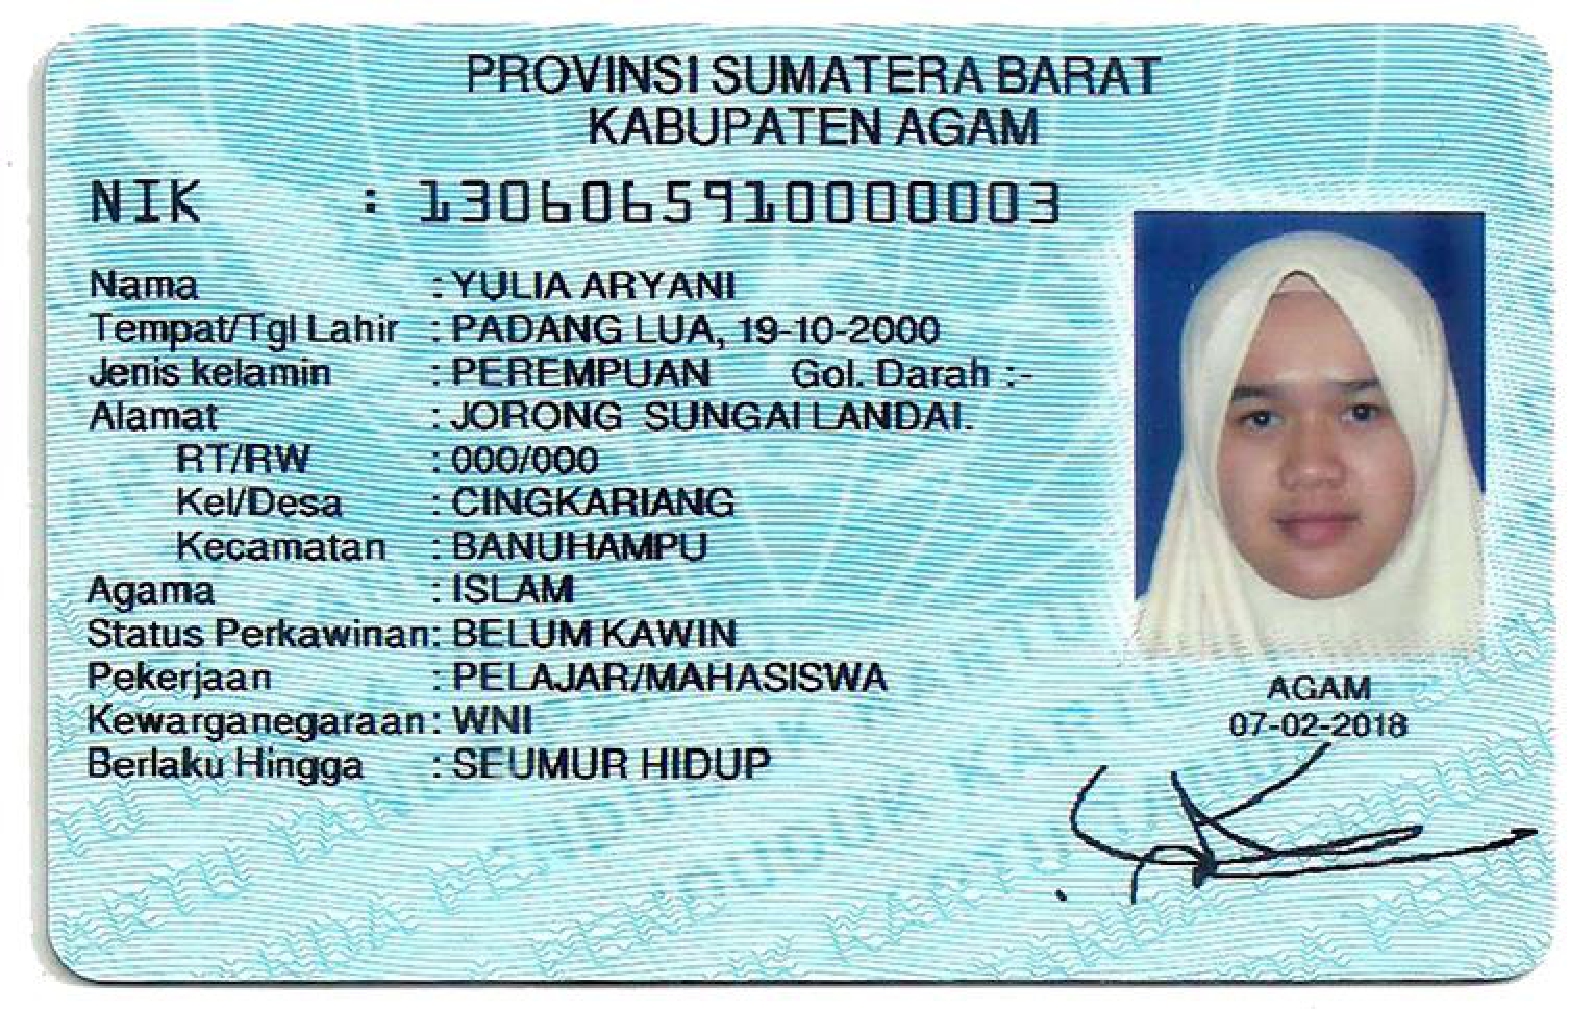 PROVINSI SUMATERA BARAT
KABUPATEN AGAM
NIK : 1306065910000003
Nama : YULIA ARYANI
Tempat/Tgl Lahir : PADANG LUA, 19-10-2000
Jenis kelamin : PEREMPUAN Gol. Darah :-
Alamat : JORONG SUNGAI LANDAI.
RT/RW : 000/000
Kel/Desa : CINGKARIANG
Kecamatan : BANUHAMPU
Agama : ISLAM
Status Perkawinan: BELUM KAWIN
Pekerjaan : PELAJAR/MAHASISWA
Kewarganegaraan: WNI
Berlaku Hingga : SEUMUR HIDUP
AGAM
07-02-2018